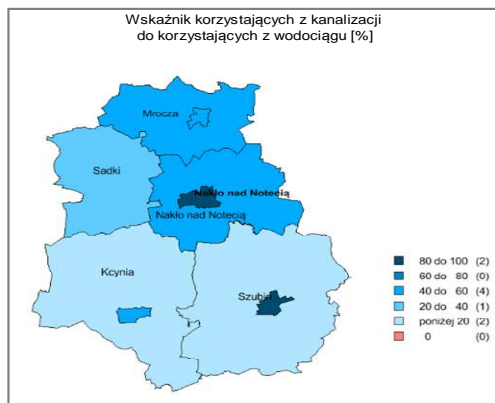 Wskaźnik korzystających z kanalizacji
do korzystających z wodociągu [%]
Mrocza
Sadki
Nakło nad Notecią
Nakło nad Notecią
Kcynia
Szubin
80 do 100 (2)
60 do 80 (0)
40 do 60 (4)
20 do 40 (1)
poniżej 20 (2)
0 (0)